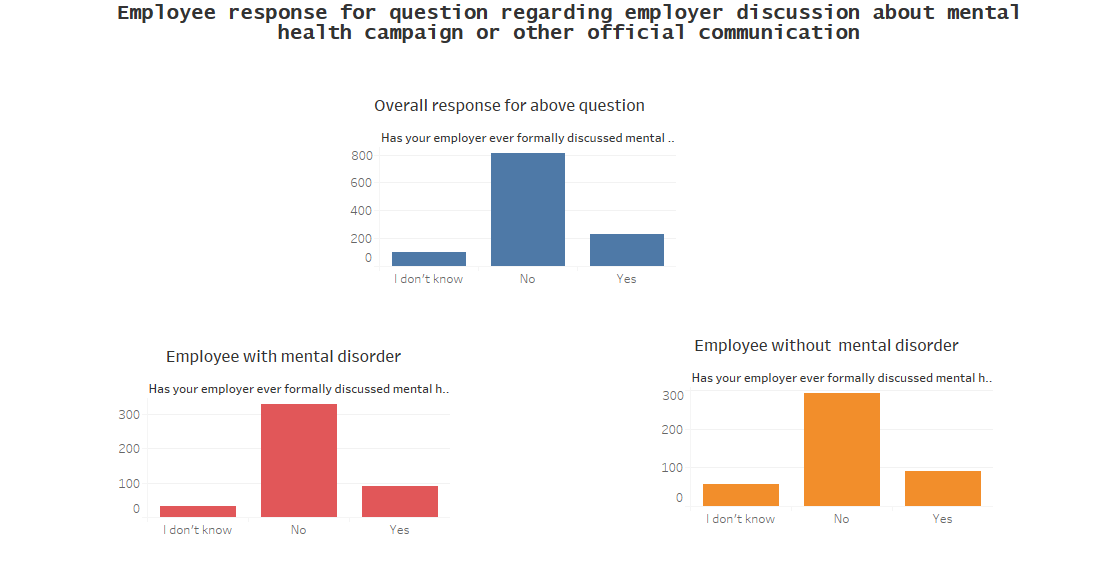 Employee response for question regarding employer discussion about mental
health campaign or other official communication
Overall response for above question
Has your employer ever formally discussed mental ..
800
600
400
200
0
I don't know No Yes
Employee with mental disorder
Has your employer ever formally discussed mental h..
300
200
100
0
I don't know No Yes
Employee without mental disorder
Has your employer ever formally discussed mental h..
300
200
100
0
I don't know No Yes